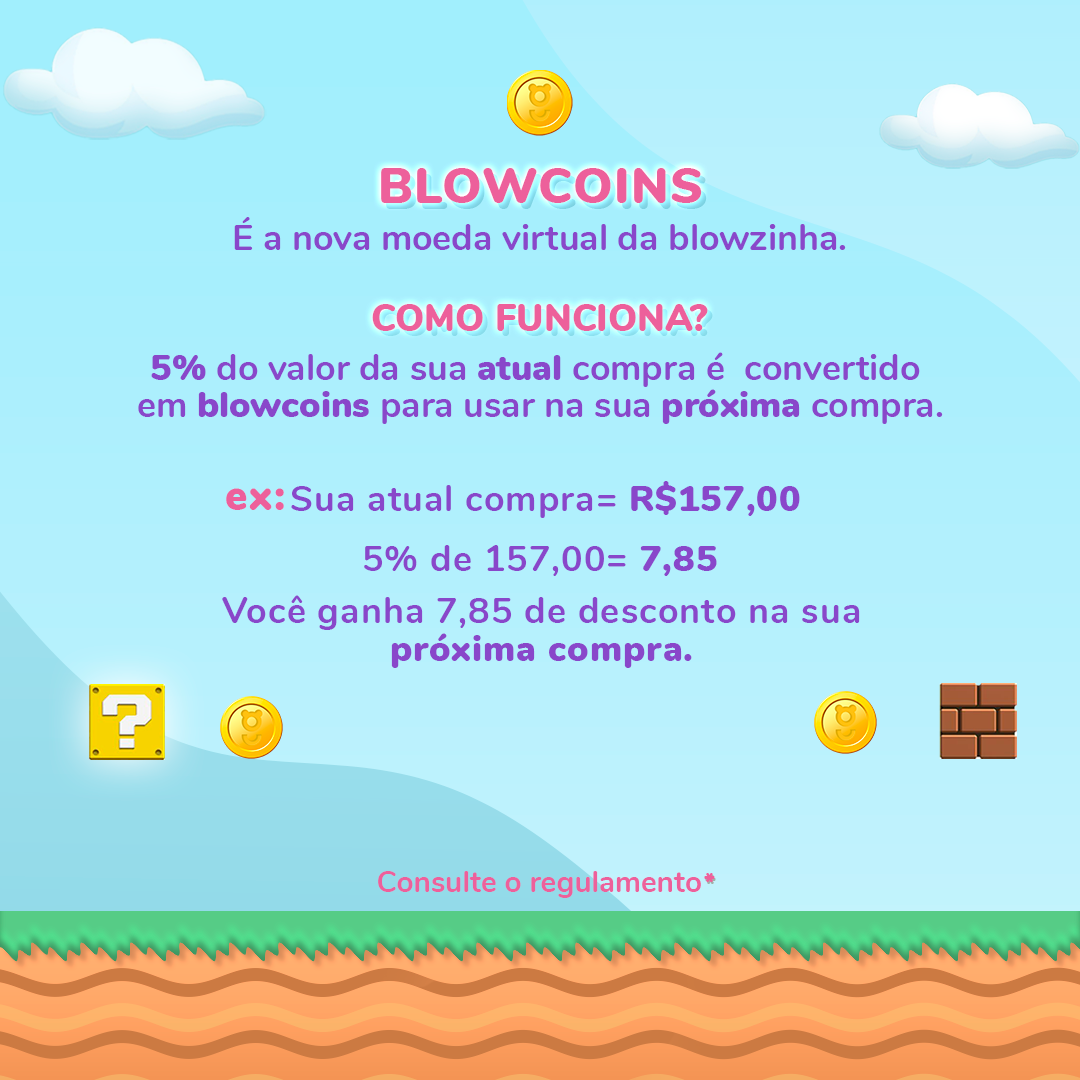 BLOWCOINS
É a nova moeda virtual da blowzinha.
COMO FUNCIONA?
5% do valor da sua atual compra é convertido
em blowcoins para usar na sua próxima compra.
ex: Sua atual compra= R$157,00
5% de 157,00= 7,85
Você ganha 7,85 de desconto na sua
próxima compra.
?
Consulte o regulamento*